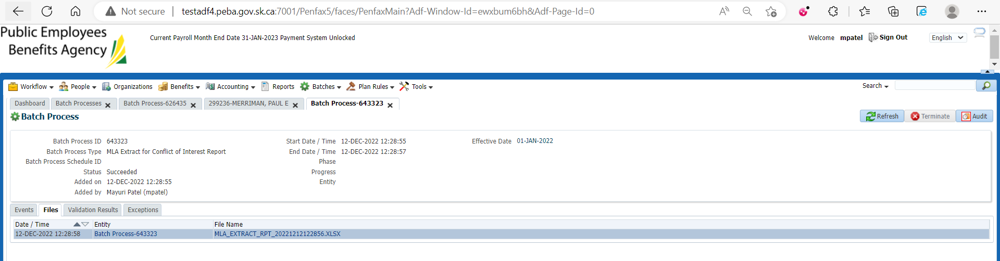 Not secure testadf4.peba.gov.sk.ca:7001/Penfax5/faces/PenfaxMain?Adf-Window-Id=ewxbum6bh&Adf-Page-Id=0
Public Employees
Benefits Agency
Current Payroll Month End Date 31-JAN-2023 Payment System Unlocked
Welcome mpatel Sign Out English
Workflow People Organizations Benefits Accounting Reports Batches Plan Rules Tools Search
Dashboard Batch Processes Batch Process-626435 299236-MERRIMAN, PAUL E Batch Process-643323
Batch Process Refresh Terminate Audit
Batch Process ID 643323 Start Date / Time 12-DEC-2022 12:28:55 Effective Date 01-JAN-2022
Batch Process Type MLA Extract for Conflict of Interest Report End Date / Time 12-DEC-2022 12:28:57
Batch Process Schedule ID Phase
Status Succeeded Progress
Added on 12-DEC-2022 12:28:55 Entity
Added by Mayuri Patel (mpatel)
Events Files Validation Results Exceptions
Date / Time Entity File Name
12-DEC-2022 12:28:58 Batch Process-643323 MLA_EXTRACT_RPT_20221212122856.XLSX